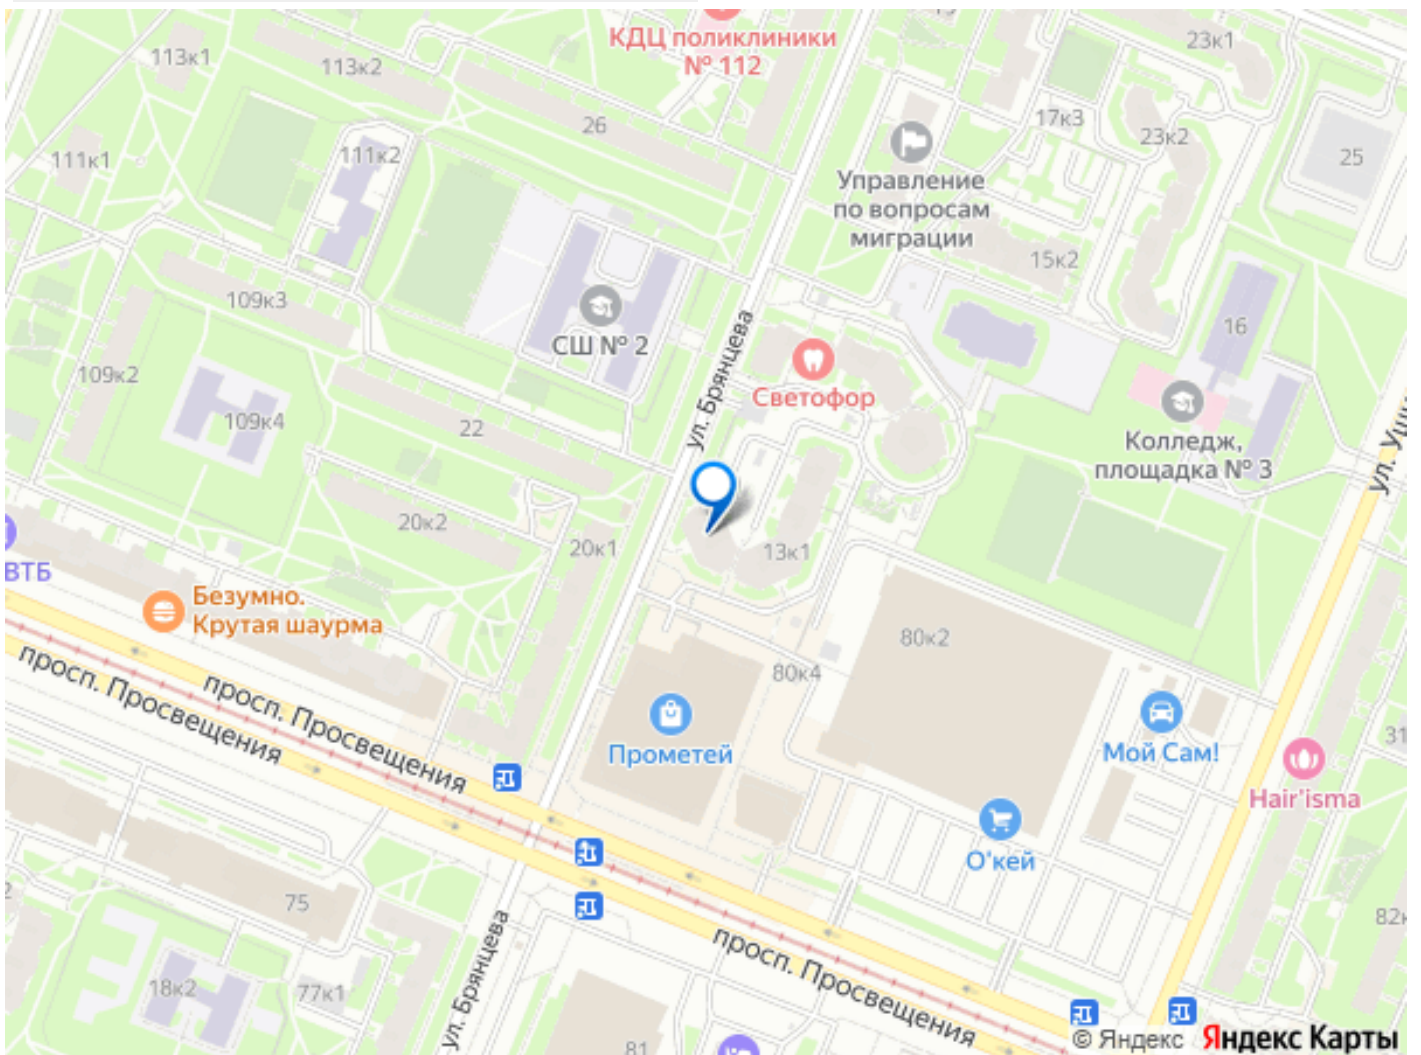 КДЦ поликлиники
№ 112
23к1
113к1
113к2
26
17к3
23к2
25
111к1
111к2
Управление
по вопросам
миграции
15к2
109к3
СШ № 2
16
ул. Брянцева
109к2
Светофор
109к4
22
Колледж,
площадка № 3
20к2
20к1
13к1
ВТБ
Безумно.
Крутая шаурма
80к2
80к4
просп. Просвещения
просп. Просвещения
Прометей
Мой Сам!
31
Hair'isma
О'кей
75
82к
ул. Брянцева
просп. Просвещения
18к2
77к1
81
© Яндекс Яндекс Карты